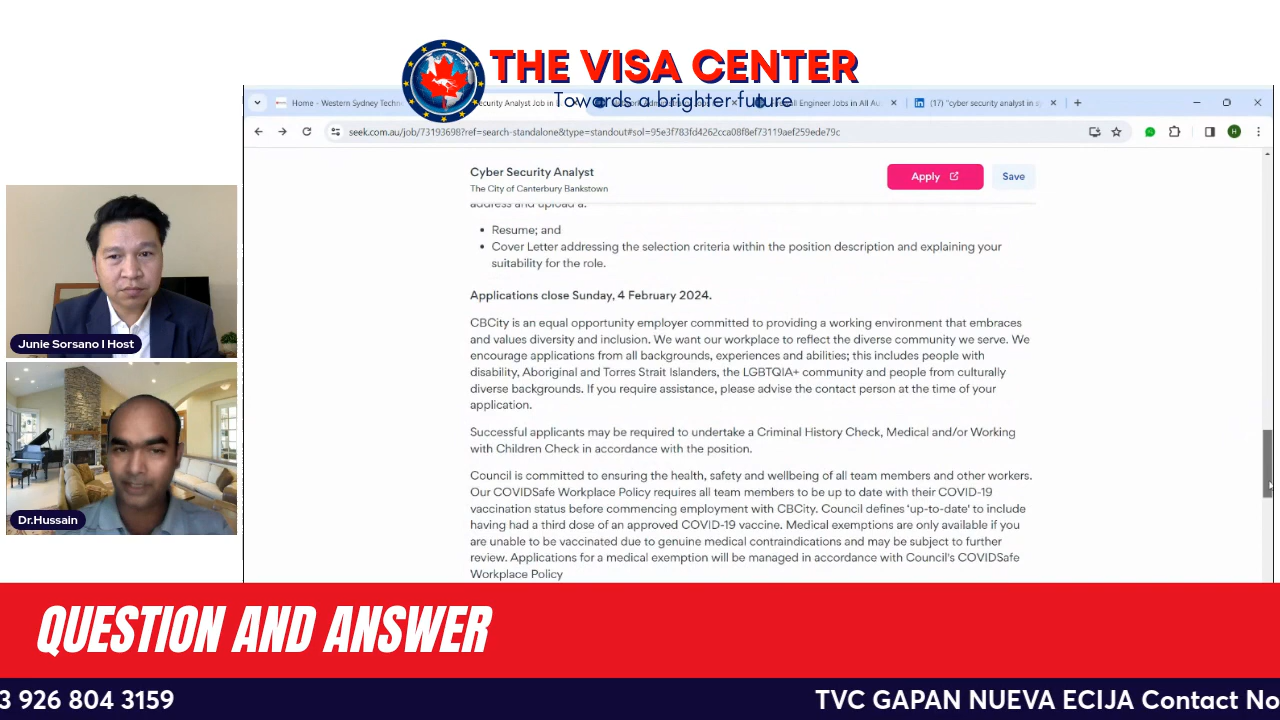 THE VISA CENTER
Towards a brighter future
Home - Western Sydney Techn
Security Analyst Job in
Engineer Jobs in All Au
(17) "cyber security analyst in sy
seek.com.au/job/73193698?ref=search-standalone&type=standout#sol=95e3f783fd4262cca08f8ef73119aef259ede79c
Cyber Security Analyst
The City of Canterbury Bankstown
Apply
Save
address and upload a:
• Resume; and
• Cover Letter addressing the selection criteria within the position description and explaining your
suitability for the role.
Applications close Sunday, 4 February 2024.
CBCity is an equal opportunity employer committed to providing a working environment that embraces
and values diversity and inclusion. We want our workplace to reflect the diverse community we serve. We
encourage applications from all backgrounds, experiences and abilities; this includes people with
disability, Aboriginal and Torres Strait Islanders, the LGBTQIA+ community and people from culturally
diverse backgrounds. If you require assistance, please advise the contact person at the time of your
application.
Successful applicants may be required to undertake a Criminal History Check, Medical and/or Working
with Children Check in accordance with the position.
Council is committed to ensuring the health, safety and wellbeing of all team members and other workers.
Our COVIDSafe Workplace Policy requires all team members to be up to date with their COVID-19
vaccination status before commencing employment with CBCity. Council defines 'up-to-date' to include
having had a third dose of an approved COVID-19 vaccine. Medical exemptions are only available if you
are unable to be vaccinated due to genuine medical contraindications and may be subject to further
review. Applications for a medical exemption will be managed in accordance with Council's COVIDSafe
Workplace Policy
Junie Sorsano I Host
Dr.Hussain
QUESTION AND ANSWER
3 926 804 3159
TVC GAPAN NUEVA ECIJA Contact No